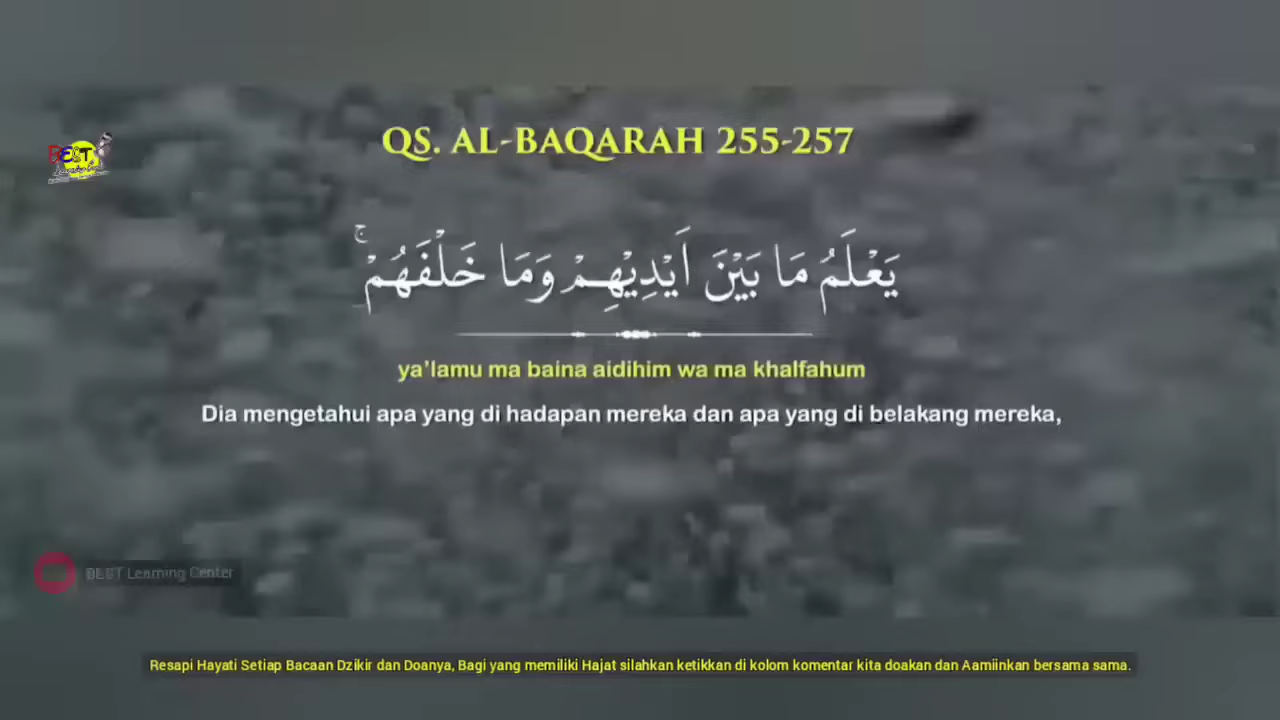 QS. AL-BAQARAH 255-257
BEST
يَعْلَمُ مَا بَيْنَ اَيْدِيْهِمْ وَمَا خَلْفَهُمْۚ
ya’lamu ma baina aidihim wa ma khalfahum
Dia mengetahui apa yang di hadapan mereka dan apa yang di belakang mereka,
BEST Learning Center
Resapi Hayati Setiap Bacaan Dzikir dan Doanya, Bagi yang memiliki Hajat silahkan ketikkan di kolom komentar kita doakan dan Aamiinkan bersama sama.